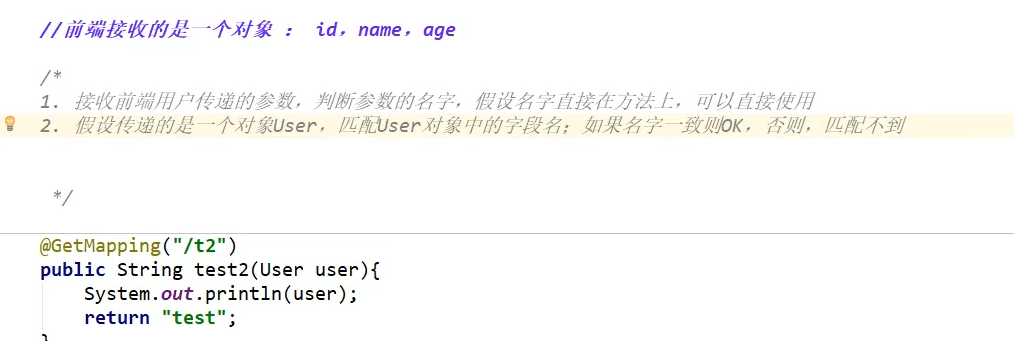 //前端接收的是一个对象 : id，name，age
/*
1. 接收前端用户传递的参数，判断参数的名字，假设名字直接在方法上，可以直接使用
2. 假设传递的是一个对象User，匹配User对象中的字段名；如果名字一致则OK，否则，匹配不到
*/
@GetMapping("/t2")
public String test2(User user){
System.out.println(user);
return "test";
}